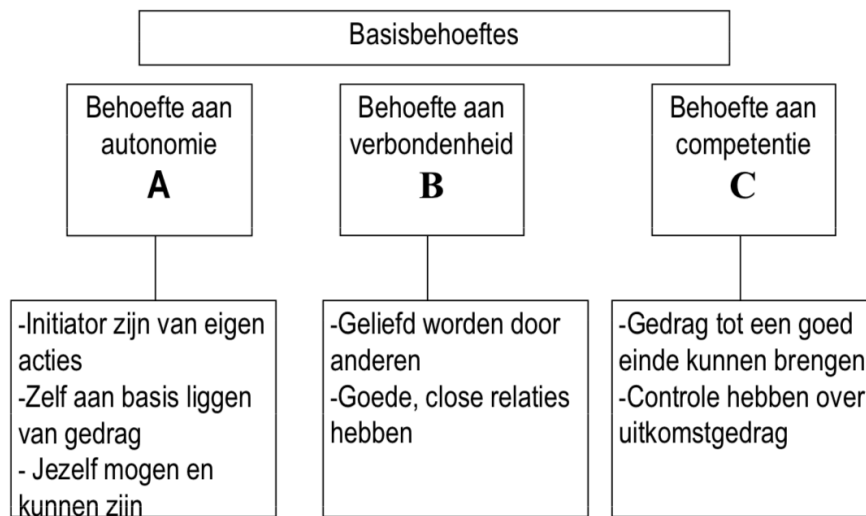 Basisbehoeftes
Behoefte aan
autonomie
A
Behoefte aan
verbondenheid
B
Behoefte aan
competentie
C
-Initiator zijn van eigen
acties
-Zelf aan basis liggen
van gedrag
- Jezelf mogen en
kunnen zijn
-Geliefd worden door
anderen
-Goede, close relaties
hebben
-Gedrag tot een goed
einde kunnen brengen
-Controle hebben over
uitkomstgedrag